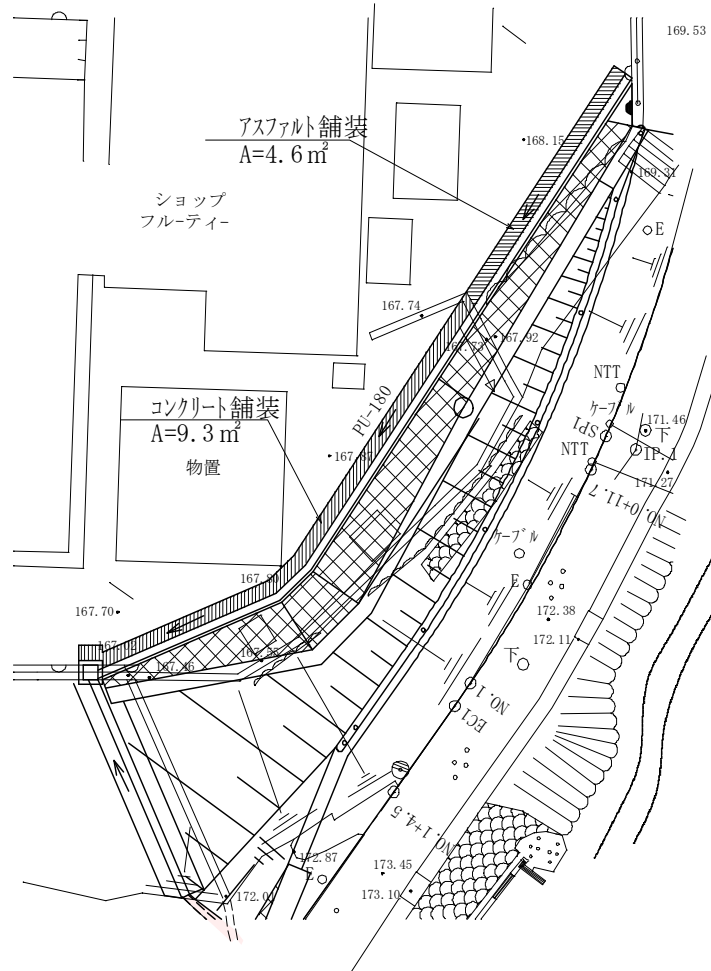 169.53
アスファルト舗装
A=4.6㎡
168.15
169.31
ショップ
フルーティー
E
167.74
167.73
167.92
NTT
PU-180
ケーブル
SP1
171.46
下
コンクリート舗装
A=9.3㎡
NTT
IP.1
物置
171.27
NO.0+11.7
ケーブル
E
167.80
167.70
172.38
172.11
下
167.46
NO.1
EC1
NO.1+4.5
172.87
E
173.45
173.10